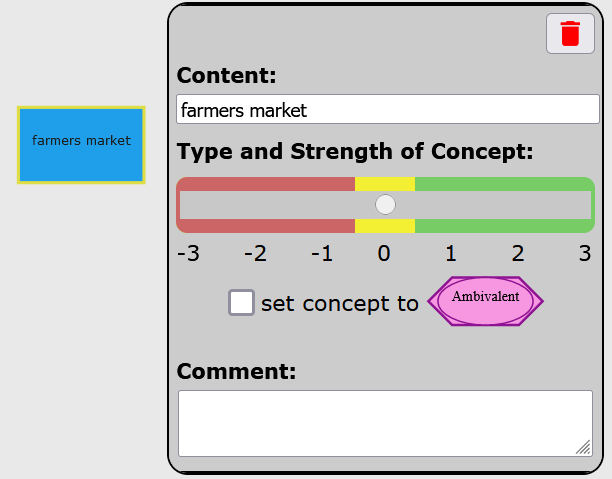 Content:
farmers market
farmers market
Type and Strength of Concept:
-3 -2 -1 0 1 2 3
set concept to Ambivalent
Comment: